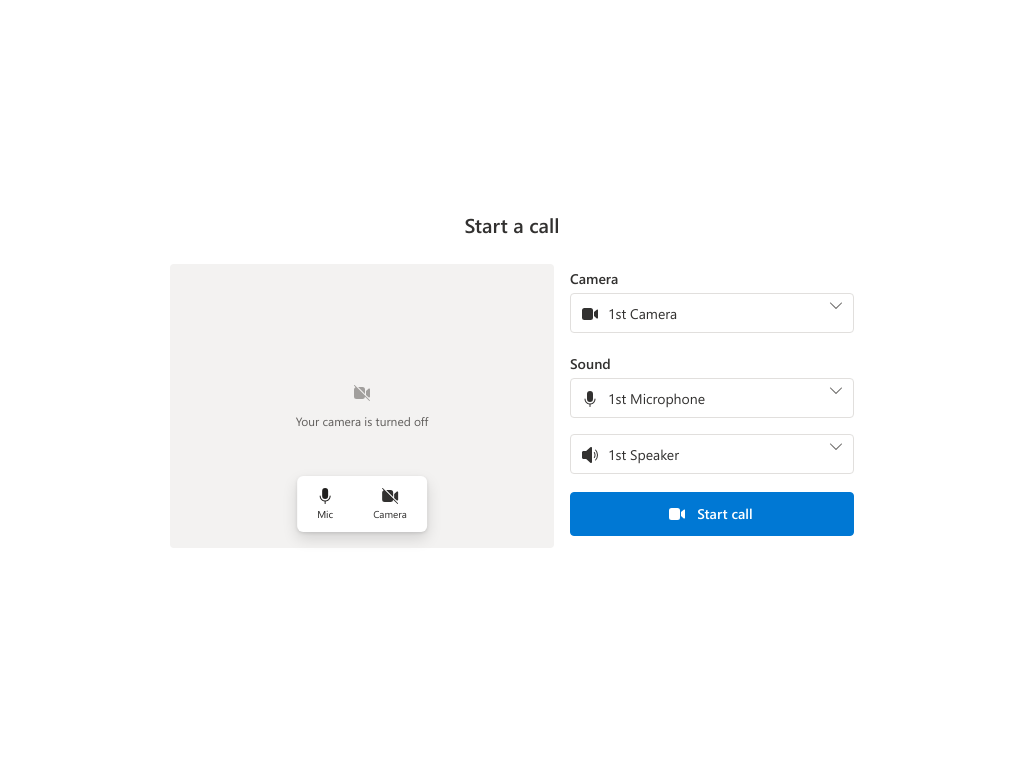 Start a call
Your camera is turned off
Mic
Camera
Camera
1st Camera
Sound
1st Microphone
1st Speaker
Start call